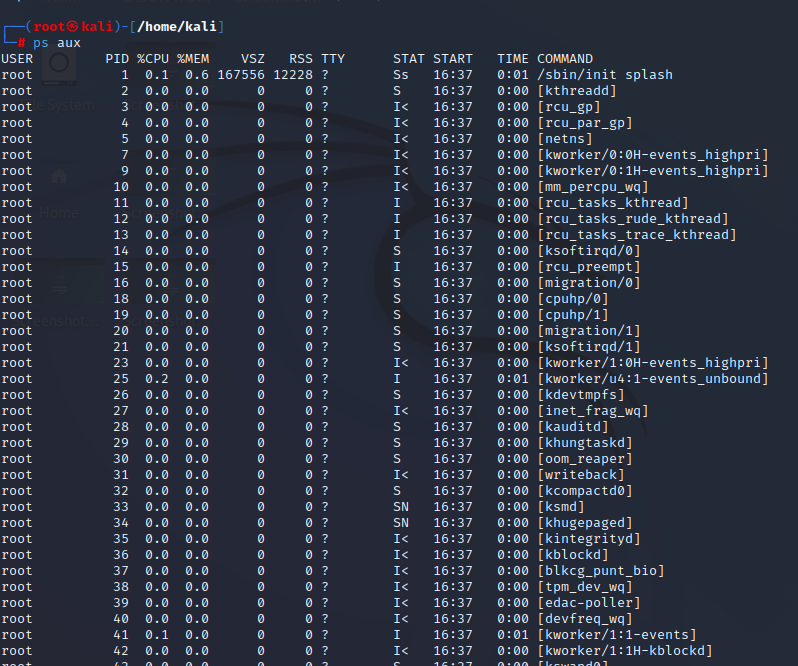 ┌──(root㉿kali)-[/home/kali]
└─# ps aux
USER PID %CPU %MEM VSZ RSS TTY STAT START TIME COMMAND
root 1 0.1 0.6 167556 12228 ? Ss 16:37 0:01 /sbin/init splash
root 2 0.0 0.0 0 0 ? S 16:37 0:00 [kthreadd]
root 3 0.0 0.0 0 0 ? I< 16:37 0:00 [rcu_gp]
root 4 0.0 0.0 0 0 ? I< 16:37 0:00 [rcu_par_gp]
root 5 0.0 0.0 0 0 ? I< 16:37 0:00 [netns]
root 7 0.0 0.0 0 0 ? I< 16:37 0:00 [kworker/0:0H-events_highpri]
root 9 0.0 0.0 0 0 ? I< 16:37 0:00 [kworker/0:1H-events_highpri]
root 10 0.0 0.0 0 0 ? I< 16:37 0:00 [mm_percpu_wq]
root 11 0.0 0.0 0 0 ? I 16:37 0:00 [rcu_tasks_kthread]
root 12 0.0 0.0 0 0 ? I 16:37 0:00 [rcu_tasks_rude_kthread]
root 13 0.0 0.0 0 0 ? I 16:37 0:00 [rcu_tasks_trace_kthread]
root 14 0.0 0.0 0 0 ? S 16:37 0:00 [ksoftirqd/0]
root 15 0.0 0.0 0 0 ? I 16:37 0:00 [rcu_preempt]
root 16 0.0 0.0 0 0 ? S 16:37 0:00 [migration/0]
root 18 0.0 0.0 0 0 ? S 16:37 0:00 [cpuhp/0]
root 19 0.0 0.0 0 0 ? S 16:37 0:00 [cpuhp/1]
root 20 0.0 0.0 0 0 ? S 16:37 0:00 [migration/1]
root 21 0.0 0.0 0 0 ? S 16:37 0:00 [ksoftirqd/1]
root 23 0.0 0.0 0 0 ? I< 16:37 0:00 [kworker/1:0H-events_highpri]
root 25 0.2 0.0 0 0 ? I 16:37 0:01 [kworker/u4:1-events_unbound]
root 26 0.0 0.0 0 0 ? S 16:37 0:00 [kdevtmpfs]
root 27 0.0 0.0 0 0 ? I< 16:37 0:00 [inet_frag_wq]
root 28 0.0 0.0 0 0 ? S 16:37 0:00 [kauditd]
root 29 0.0 0.0 0 0 ? S 16:37 0:00 [khungtaskd]
root 30 0.0 0.0 0 0 ? S 16:37 0:00 [oom_reaper]
root 31 0.0 0.0 0 0 ? I< 16:37 0:00 [writeback]
root 32 0.0 0.0 0 0 ? S 16:37 0:00 [kcompactd0]
root 33 0.0 0.0 0 0 ? SN 16:37 0:00 [ksmd]
root 34 0.0 0.0 0 0 ? SN 16:37 0:00 [khugepaged]
root 35 0.0 0.0 0 0 ? I< 16:37 0:00 [kintegrityd]
root 36 0.0 0.0 0 0 ? I< 16:37 0:00 [kblockd]
root 37 0.0 0.0 0 0 ? I< 16:37 0:00 [blkcg_punt_bio]
root 38 0.0 0.0 0 0 ? I< 16:37 0:00 [tpm_dev_wq]
root 39 0.0 0.0 0 0 ? I< 16:37 0:00 [edac-poller]
root 40 0.0 0.0 0 0 ? I< 16:37 0:00 [devfreq_wq]
root 41 0.1 0.0 0 0 ? I 16:37 0:01 [kworker/1:1-events]
root 42 0.0 0.0 0 0 ? I< 16:37 0:00 [kworker/1:1H-kblockd]